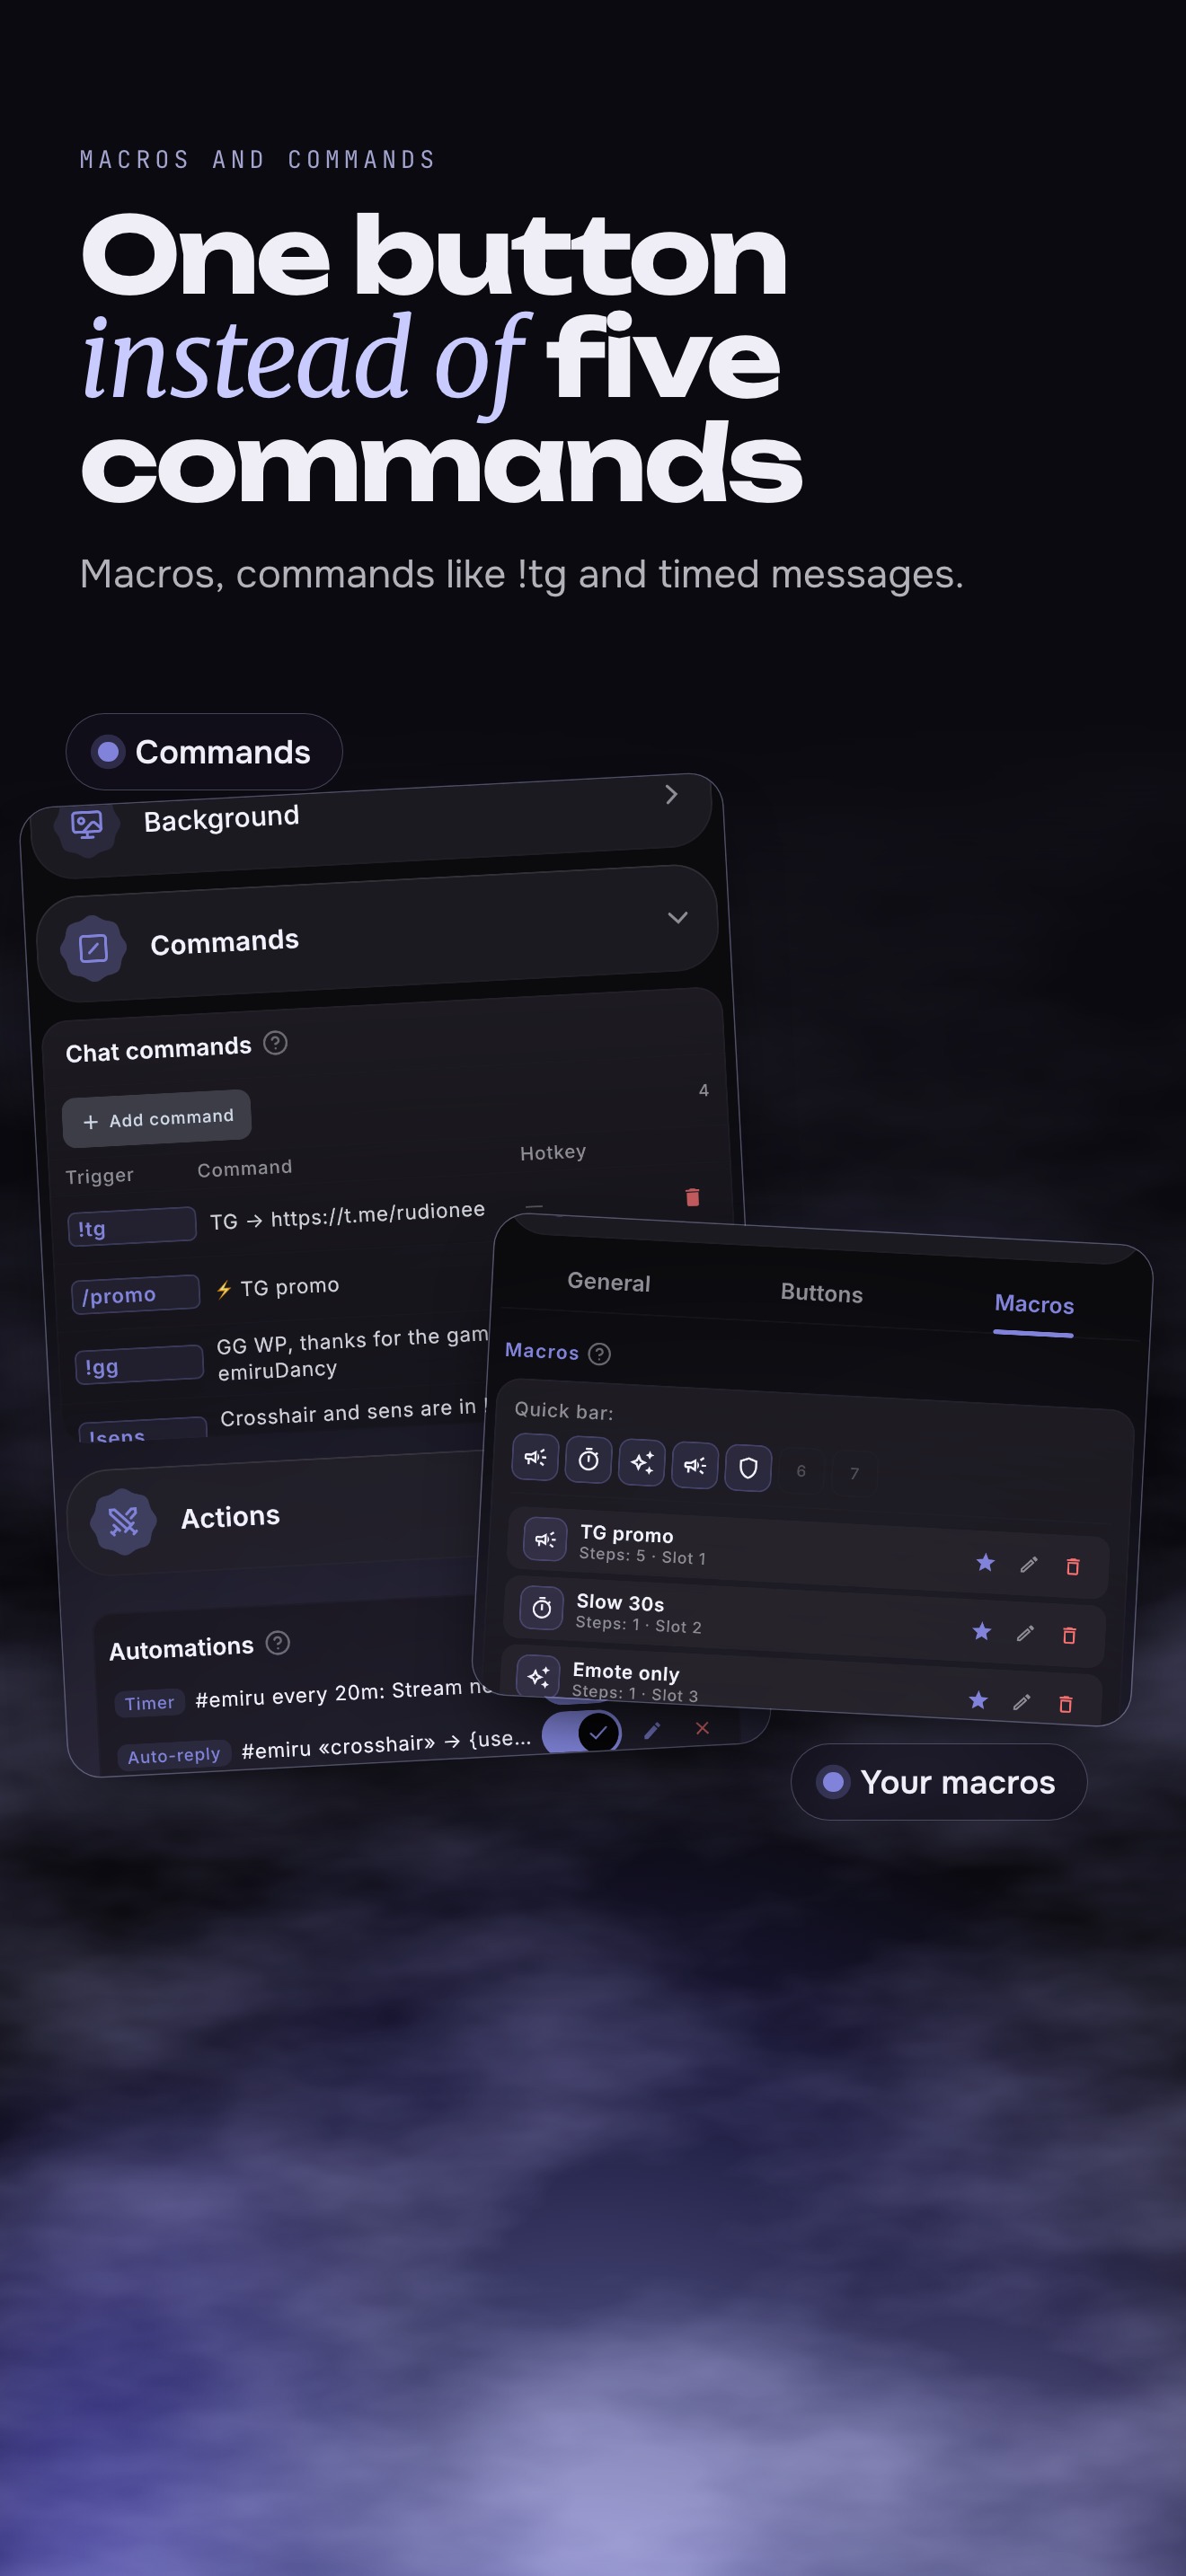 MACROS AND COMMANDS
One button
instead of five
commands
Macros, commands like !tg and timed messages.
Commands
Background
Commands
Chat commands
4
+ Add command
Trigger Command Hotkey
!tg TG → https://t.me/rudionee —
/promo ⚡ TG promo
!gg GG WP, thanks for the gam
emiruDancy
!sens Crosshair and sens are in
Actions
Automations
Timer #emiru every 20m: Stream
Auto-reply #emiru «crosshair» → {use...
General Buttons Macros
Macros
Quick bar:
6 7
TG promo
Steps: 5 · Slot 1
Slow 30s
Steps: 1 · Slot 2
Emote only
Steps: 1 · Slot 3
Your macros